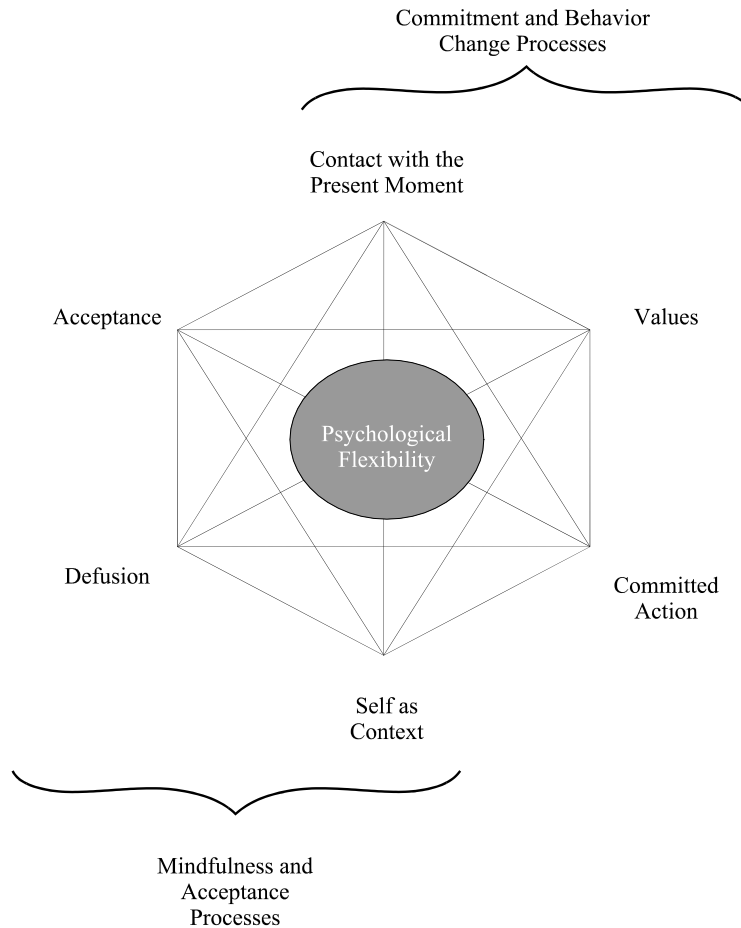 Commitment and Behavior
Change Processes
Contact with the
Present Moment
Acceptance
Values
Psychological
Flexibility
Defusion
Committed
Action
Self as
Context
Mindfulness and
Acceptance
Processes